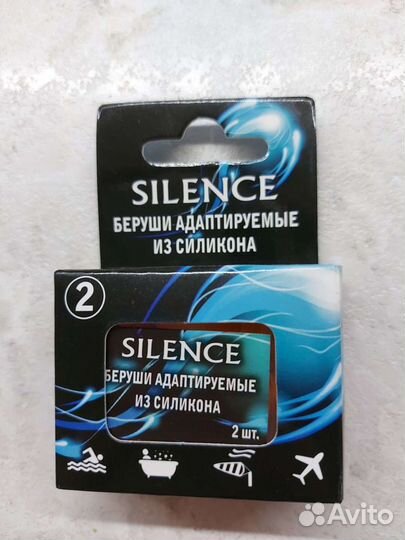 SILENCE
БЕРУШИ АДАПТИРУЕМЫЕ
ИЗ СИЛИКОНА
2
SILENCE
БЕРУШИ АДАПТИРУЕМЫЕ
ИЗ СИЛИКОНА
2 шт.
Avito